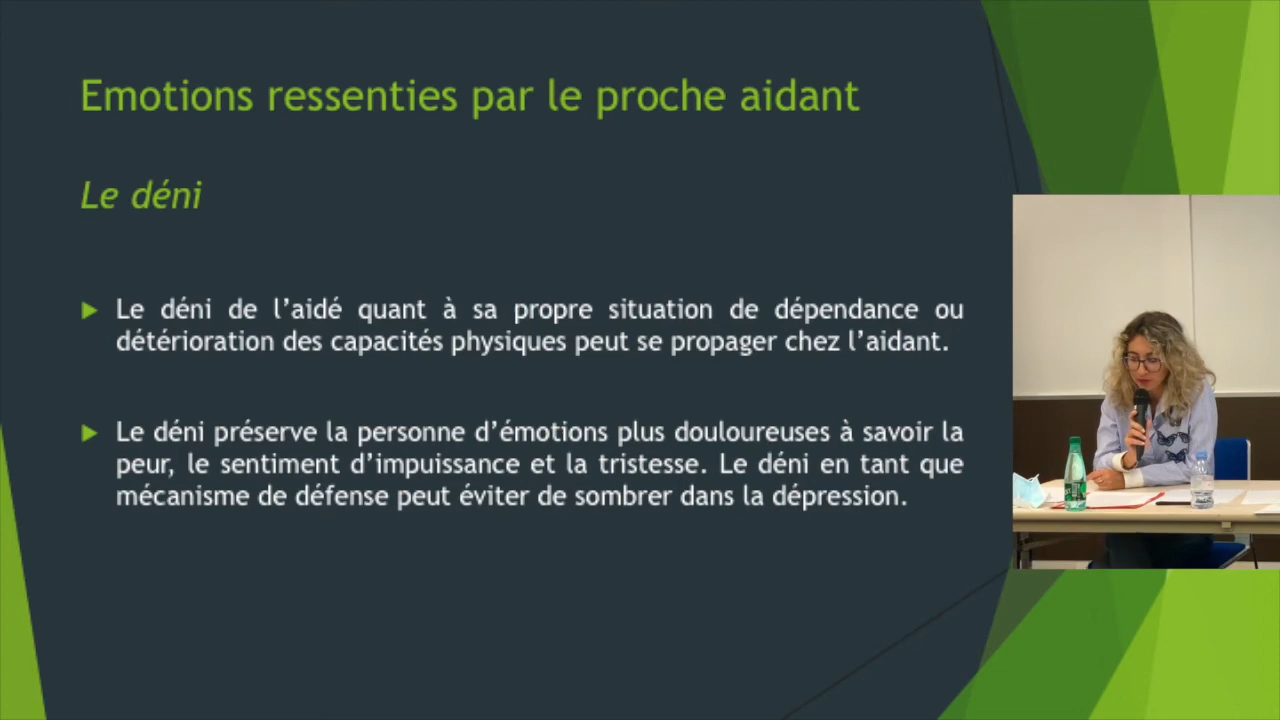 Emotions ressenties par le proche aidant
Le déni
Le déni de l’aidé quant à sa propre situation de dépendance ou
détérioration des capacités physiques peut se propager chez l’aidant.
Le déni préserve la personne d’émotions plus douloureuses à savoir la
peur, le sentiment d’impuissance et la tristesse. Le déni en tant que
mécanisme de défense peut éviter de sombrer dans la dépression.